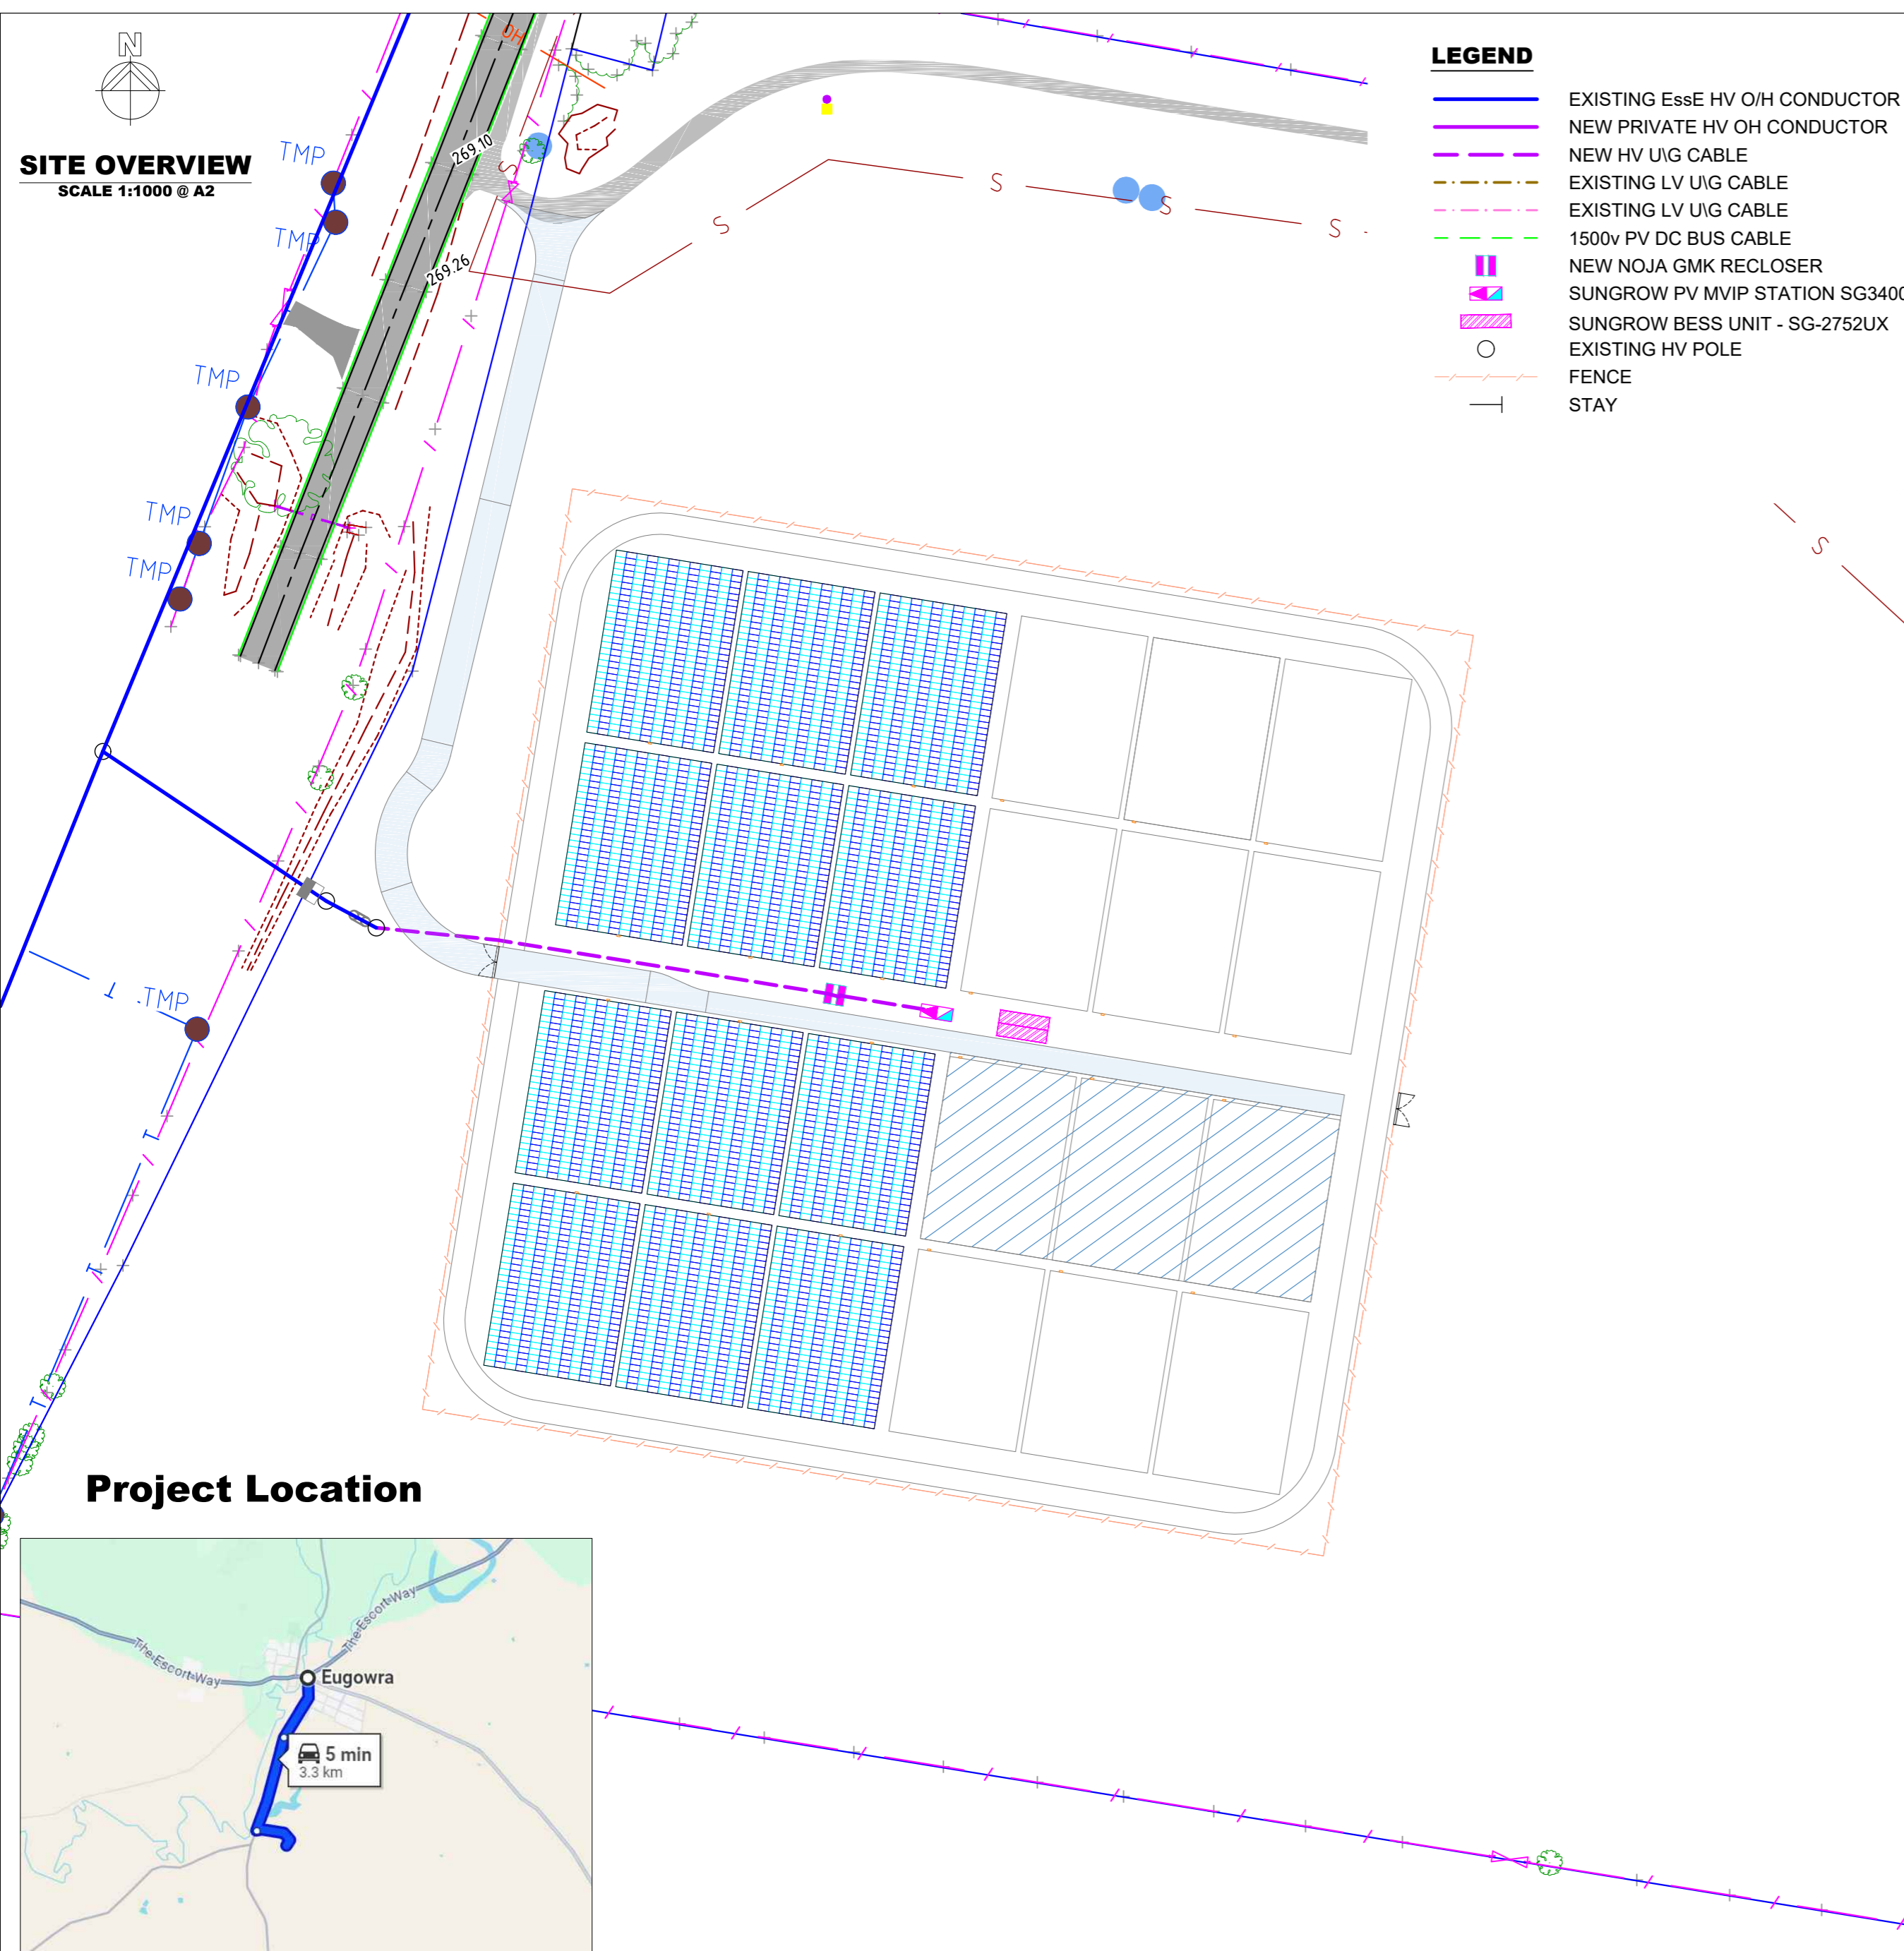 N
SITE OVERVIEW
SCALE 1:1000 @ A2
LEGEND
EXISTING EssE HV O/H CONDUCTOR
NEW PRIVATE HV OH CONDUCTOR
NEW HV U\G CABLE
EXISTING LV U\G CABLE
EXISTING LV U\G CABLE
1500v PV DC BUS CABLE
NEW NOJA GMK RECLOSER
SUNGROW PV MVIP STATION SG3400
SUNGROW BESS UNIT - SG-2752UX
EXISTING HV POLE
FENCE
STAY
OH
269.10
269.26
TMP
TMP
TMP
TMP
TMP
S
S
S
S
S
S
T
.TMP
T
T
T
Project Location
The Escort Way
The Escort Way
Eugowra
5 min
3.3 km